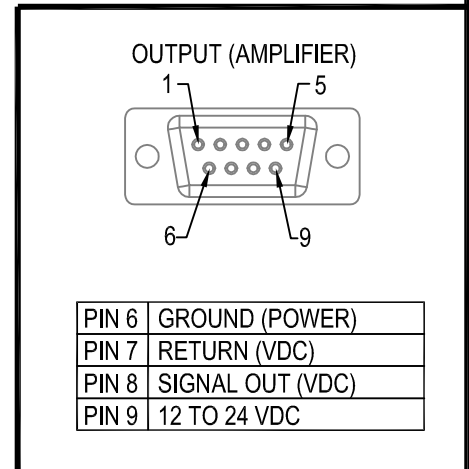 OUTPUT (AMPLIFIER)
1 5
6 9
PIN 6 GROUND (POWER)
PIN 7 RETURN (VDC)
PIN 8 SIGNAL OUT (VDC)
PIN 9 12 TO 24 VDC